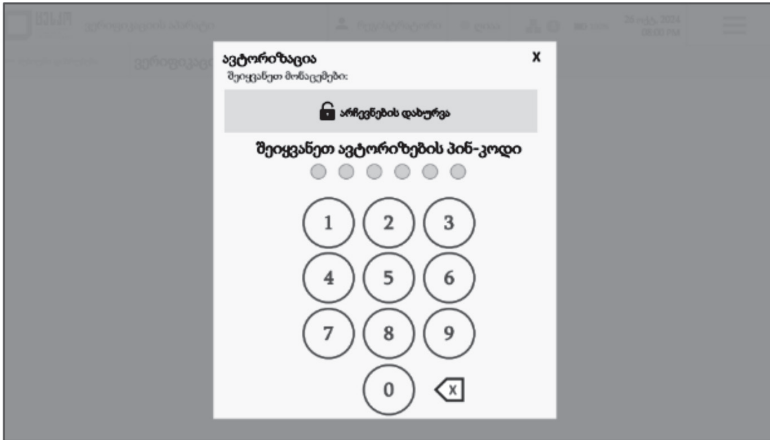 ავტორიზაცია X
შეიყვანეთ მონაცემები:
არჩევნების დახურვა
შეიყვანეთ ავტორიზების პინ-კოდი
1 2 3
4 5 6
7 8 9
0 X